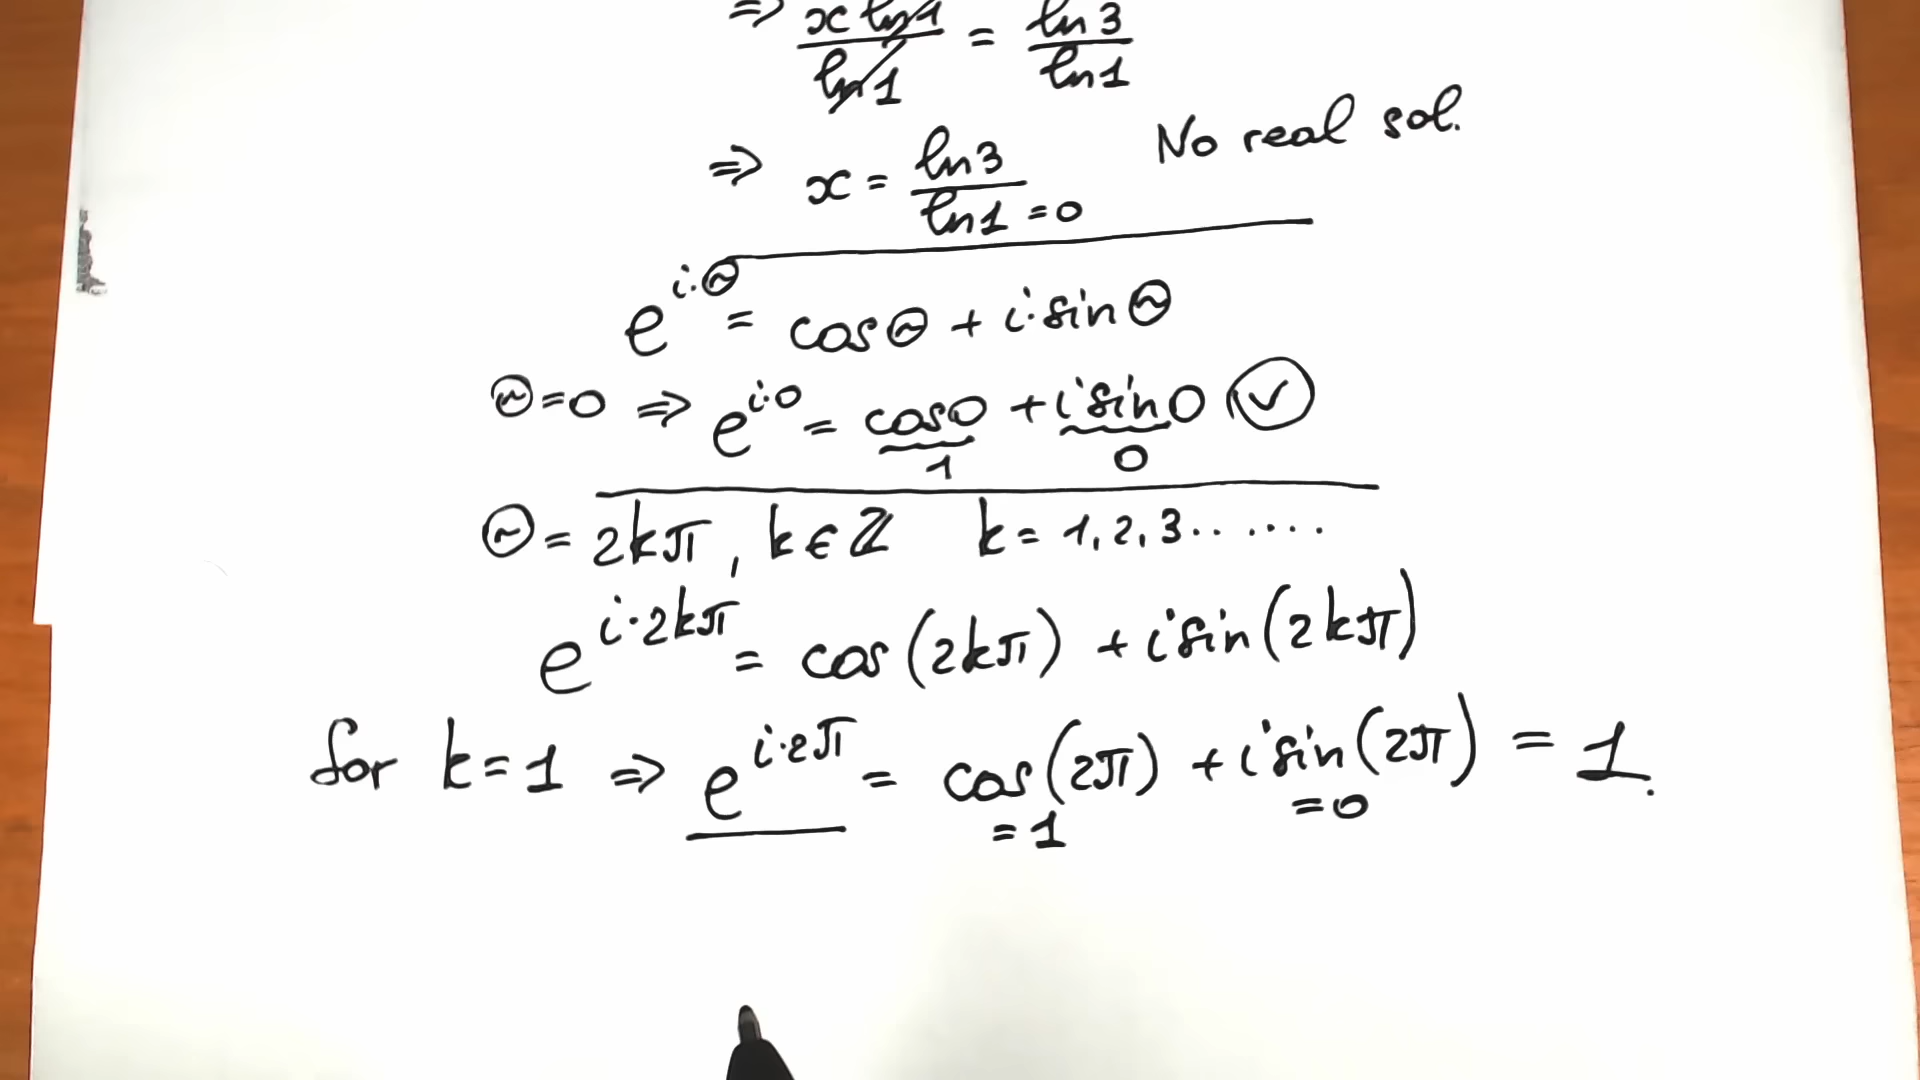 ⇒ x ln1 / ln1 = ln3 / ln1
⇒ x = ln3 / ln1 = 0 No real sol.
e^{i·Θ} = cosΘ + i·sinΘ
Θ = 0 ⇒ e^{i·0} = cos0 + i sin0 ✓
1 0
Θ = 2kπ, k ∈ ℤ k = 1, 2, 3........
e^{i·2kπ} = cos(2kπ) + i sin(2kπ)
for k = 1 ⇒ e^{i·2π} = cos(2π) + i sin(2π) = 1.
= 1 = 0